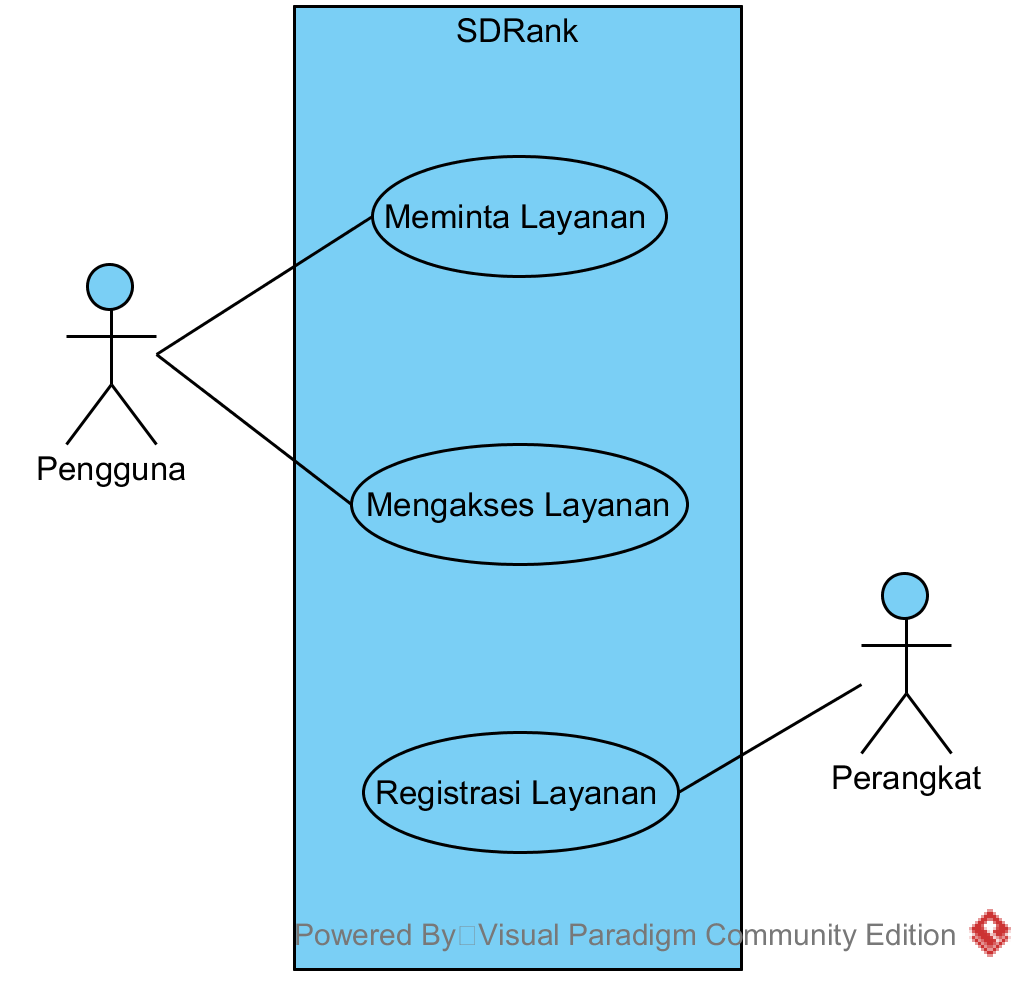 SDRank
Meminta Layanan
Pengguna
Mengakses Layanan
Registrasi Layanan
Perangkat
Powered By Visual Paradigm Community Edition